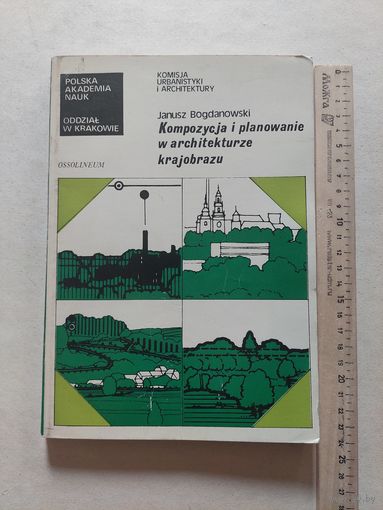 POLSKA
AKADEMIA
NAUK
ODDZIAŁ
W KRAKOWIE
KOMISJA
URBANISTYKI
I ARCHITEKTURY
OSSOLINEUM
Janusz Bogdanowski
Kompozycja i planowanie
w architekturze
krajobrazu